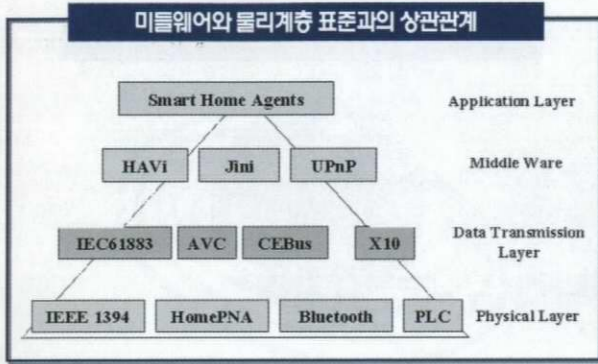 미들웨어와 물리계층 표준과의 상관관계
Smart Home Agents Application Layer
HAVi Jini UPnP Middle Ware
IEC61883 AVC CEBus X10 Data Transmission Layer
IEEE 1394 HomePNA Bluetooth PLC Physical Layer